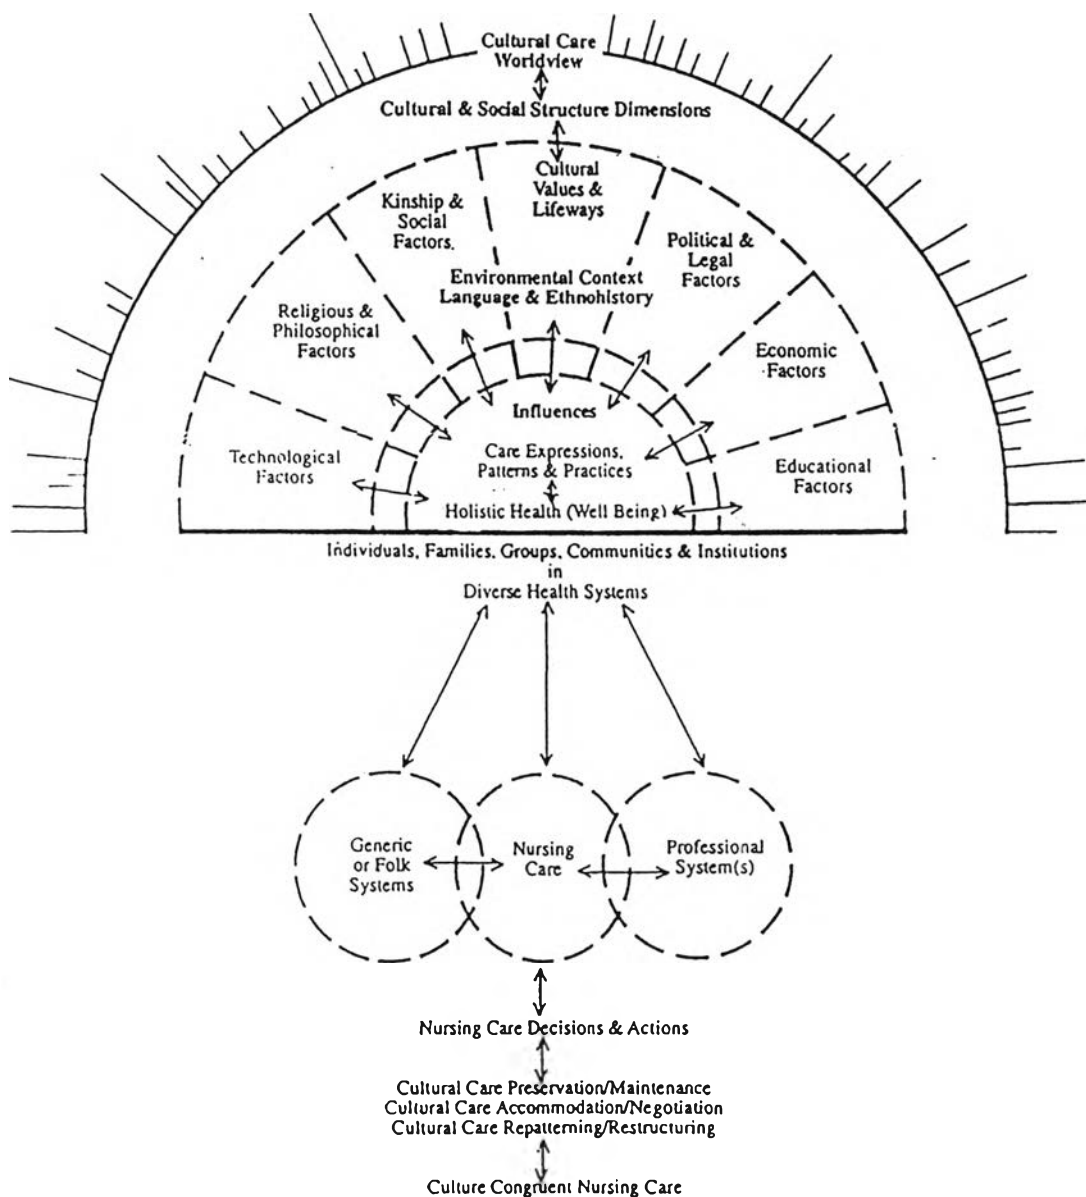 Cultural Care
Worldview
Cultural & Social Structure Dimensions
Cultural
Values &
Lifeways
Kinship &
Social
Factors.
Political &
Legal
Factors
Environmental Context
Language & Ethnohistory
Religious &
Philosophical
Factors
Economic
Factors
Technological
Factors
Influences
Care Expressions,
Patterns & Practices
Holistic Health (Well Being)
Educational
Factors
Individuals, Families, Groups, Communities & Institutions
in
Diverse Health Systems
Generic
or Folk
Systems
Nursing
Care
Professional
System(s)
Nursing Care Decisions & Actions
Cultural Care Preservation/Maintenance
Cultural Care Accommodation/Negotiation
Cultural Care Repatterning/Restructuring
Culture Congruent Nursing Care